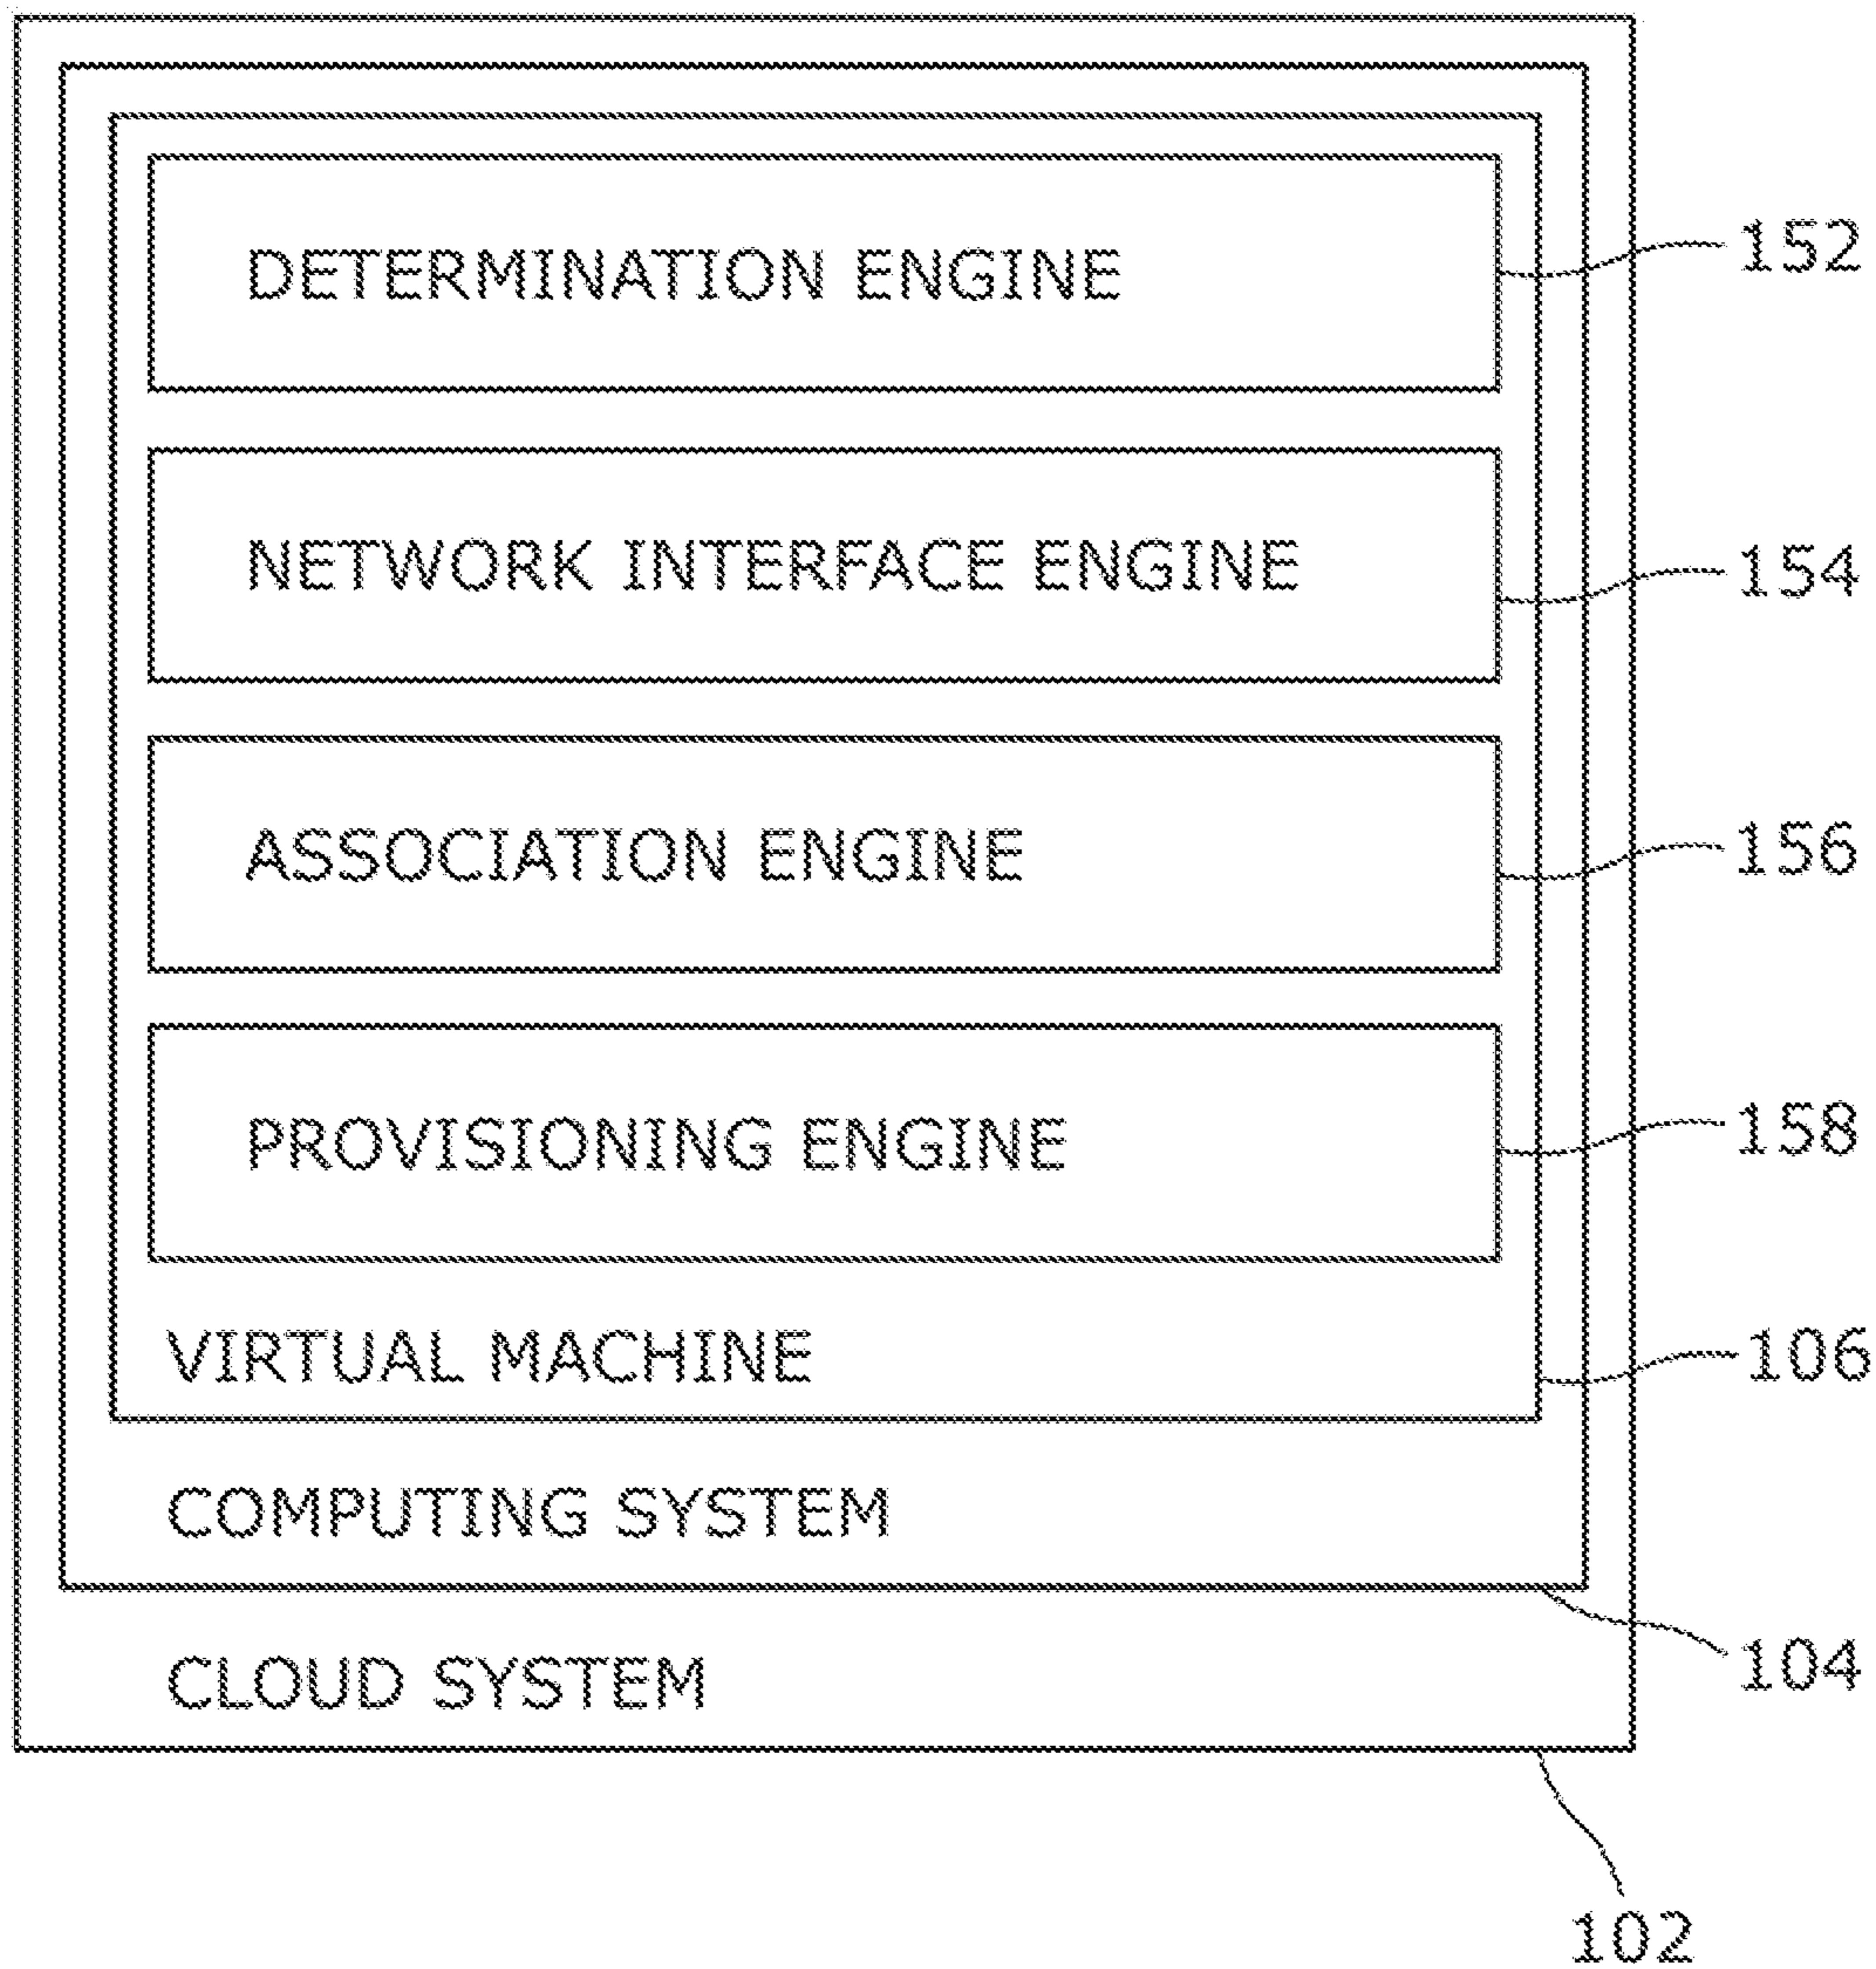 DETERMINATION ENGINE
152
NETWORK INTERFACE ENGINE
154
ASSOCIATION ENGINE
156
PROVISIONING ENGINE
158
VIRTUAL MACHINE
106
COMPUTING SYSTEM
104
CLOUD SYSTEM
102